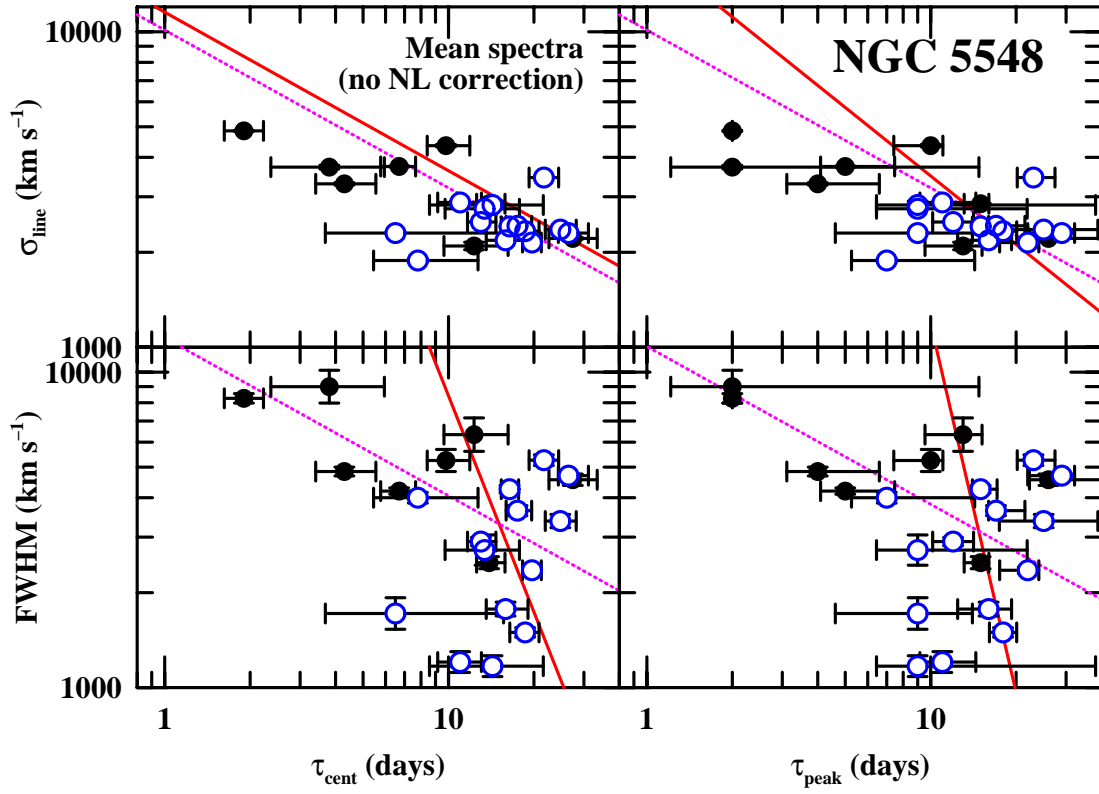 10000
Mean spectra
(no NL correction)
NGC 5548
σline (km s−1)
1000
10000
FWHM (km s−1)
1000
1
10
1
10
τcent (days)
τpeak (days)